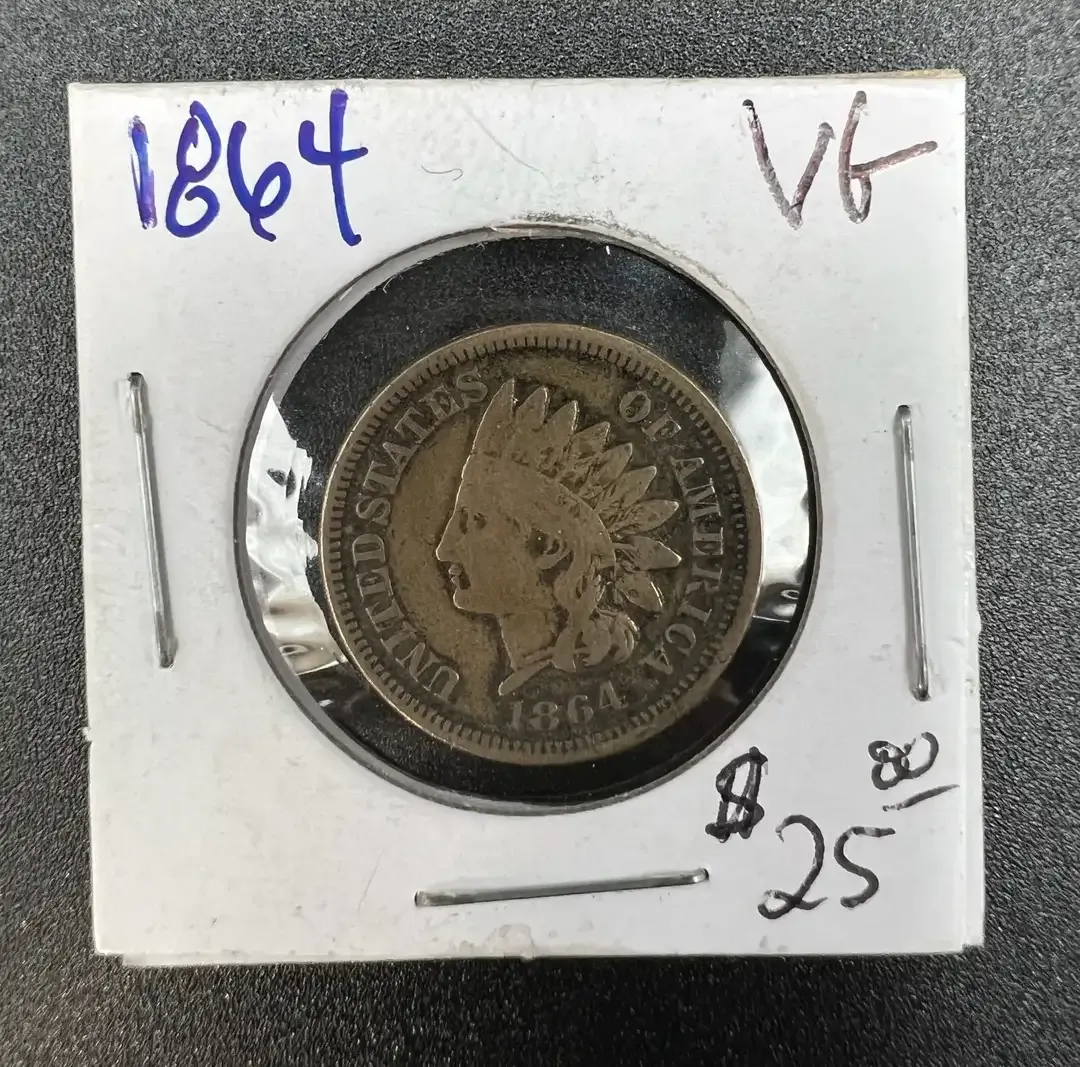 1864
VG
UNITED STATES OF AMERICA
1864
$25.00